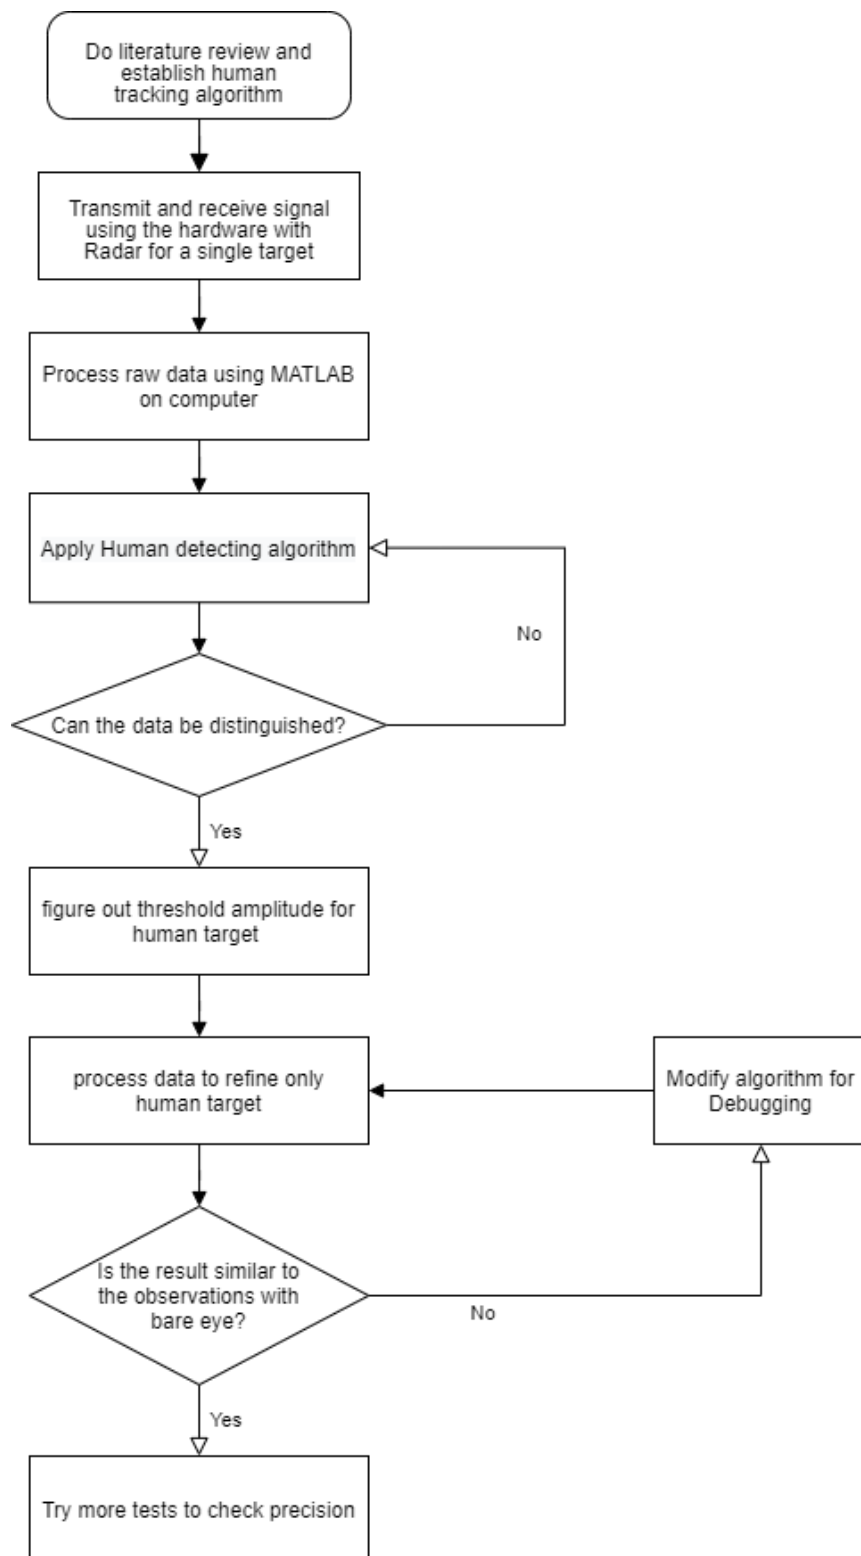 Do literature review and
establish human
tracking algorithm
Transmit and receive signal
using the hardware with
Radar for a single target
Process raw data using MATLAB
on computer
Apply Human detecting algorithm
No
Can the data be distinguished?
Yes
figure out threshold amplitude for
human target
process data to refine only
human target
Modify algorithm for
Debugging
Is the result similar to
the observations with
bare eye?
No
Yes
Try more tests to check precision